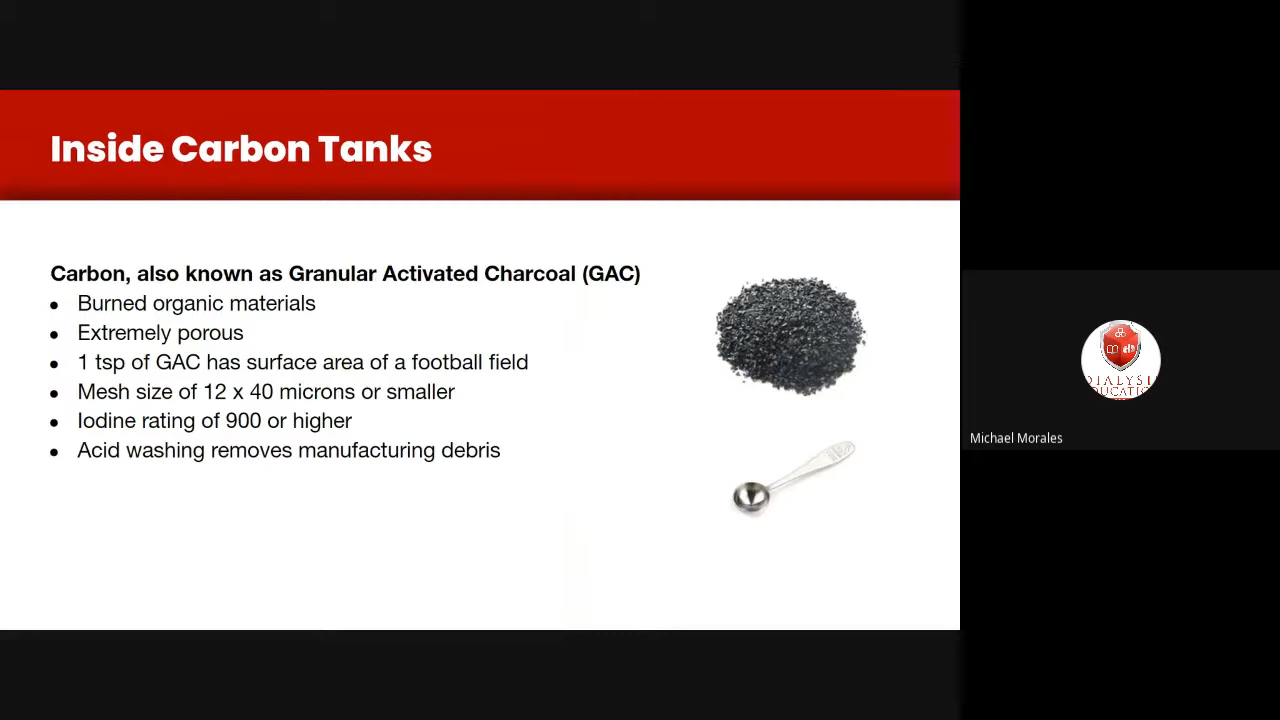 Inside Carbon Tanks
Carbon, also known as Granular Activated Charcoal (GAC)
● Burned organic materials
● Extremely porous
● 1 tsp of GAC has surface area of a football field
● Mesh size of 12 x 40 microns or smaller
● Iodine rating of 900 or higher
● Acid washing removes manufacturing debris
Michael Morales